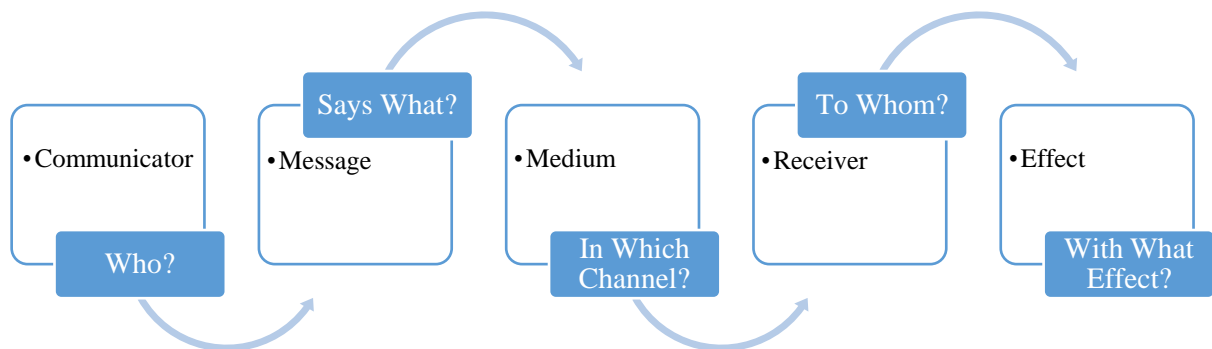 •Communicator
Who?
Says What?
•Message
•Medium
In Which
Channel?
To Whom?
•Receiver
•Effect
With What
Effect?